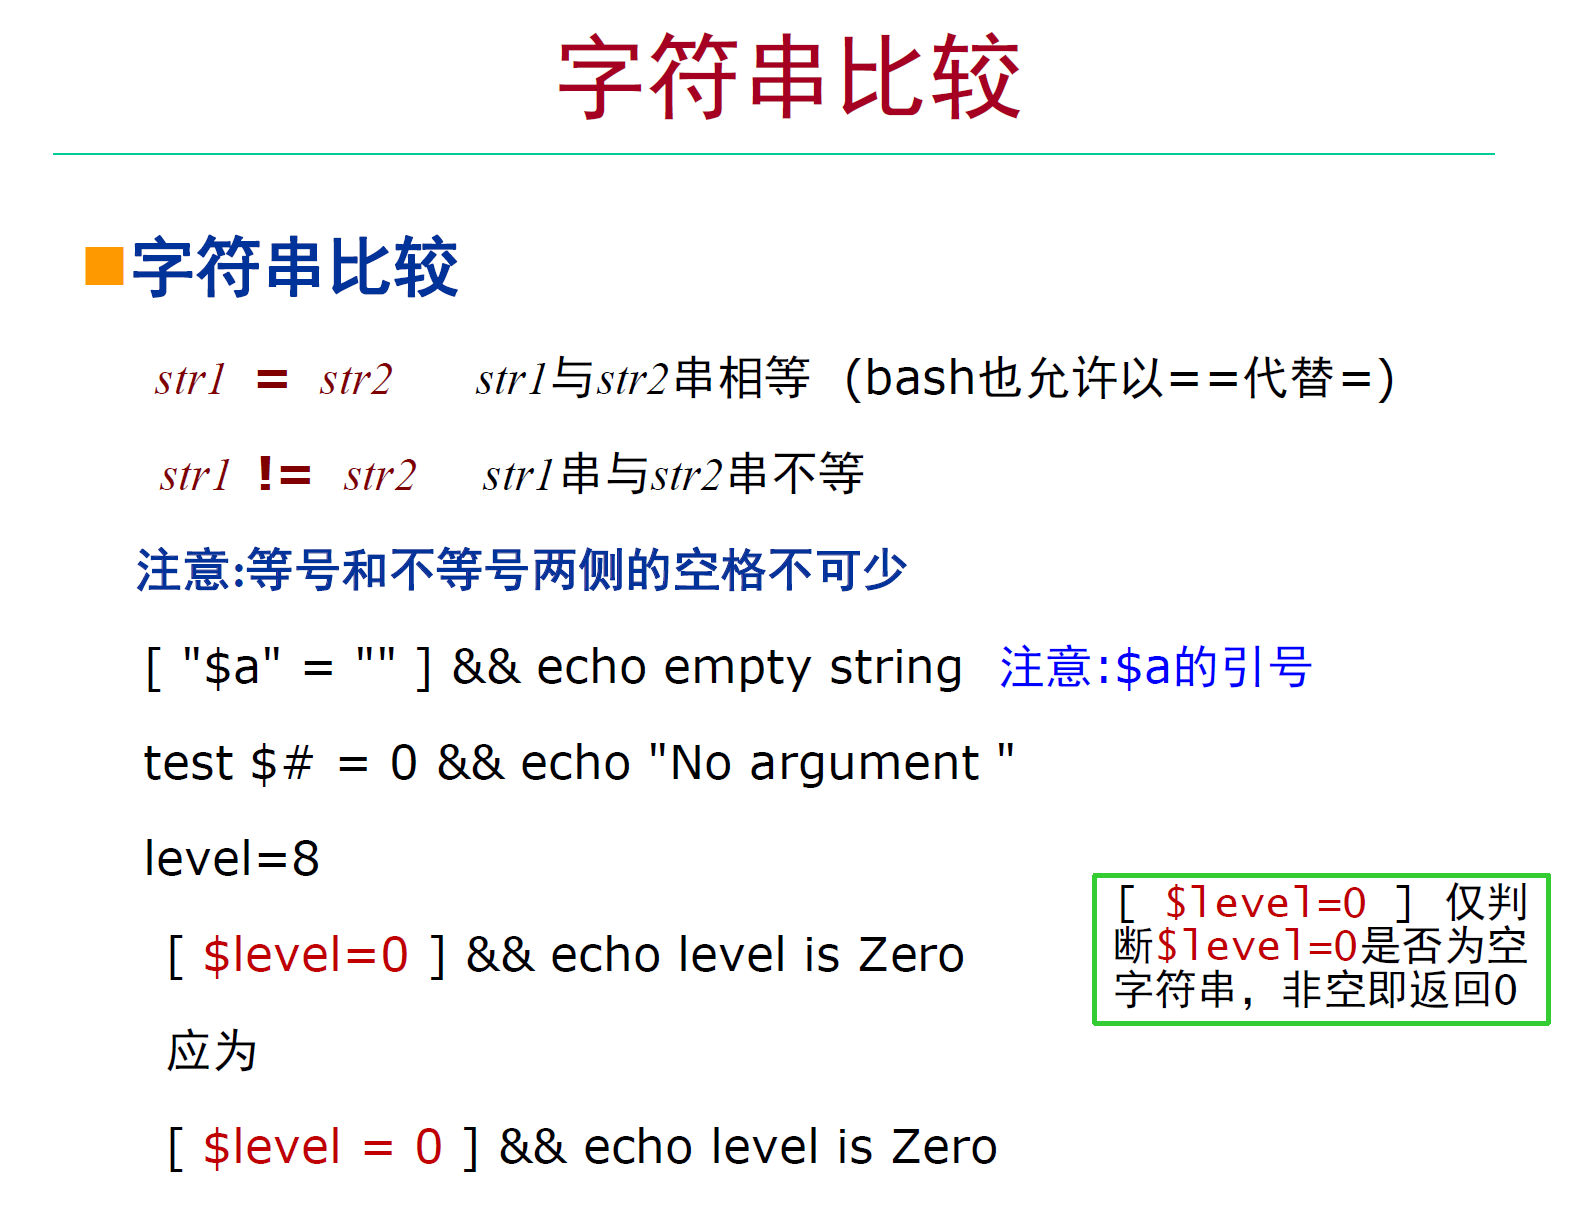 字符串比较
字符串比较
str1 = str2 str1与str2串相等 (bash也允许以==代替=)
str1 != str2 str1串与str2串不等
注意:等号和不等号两侧的空格不可少
[ "$a" = "" ] && echo empty string 注意:$a的引号
test $# = 0 && echo "No argument "
level=8
[ $level=0 ] && echo level is Zero
应为
[ $level = 0 ] && echo level is Zero
[ $level=0 ] 仅判
断$level=0是否为空
字符串，非空即返回0